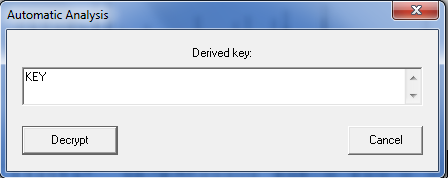 Automatic Analysis
Derived key:
KEY
Decrypt
Cancel